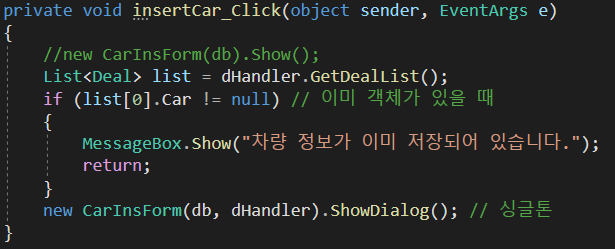 private void insertCar_Click(object sender, EventArgs e)
{
    //new CarInsForm(db).Show();
    List<Deal> list = dHandler.GetDealList();
    if (list[0].Car != null) // 이미 객체가 있을 때
    {
        MessageBox.Show("차량 정보가 이미 저장되어 있습니다.");
        return;
    }
    new CarInsForm(db, dHandler).ShowDialog(); // 싱글톤
}